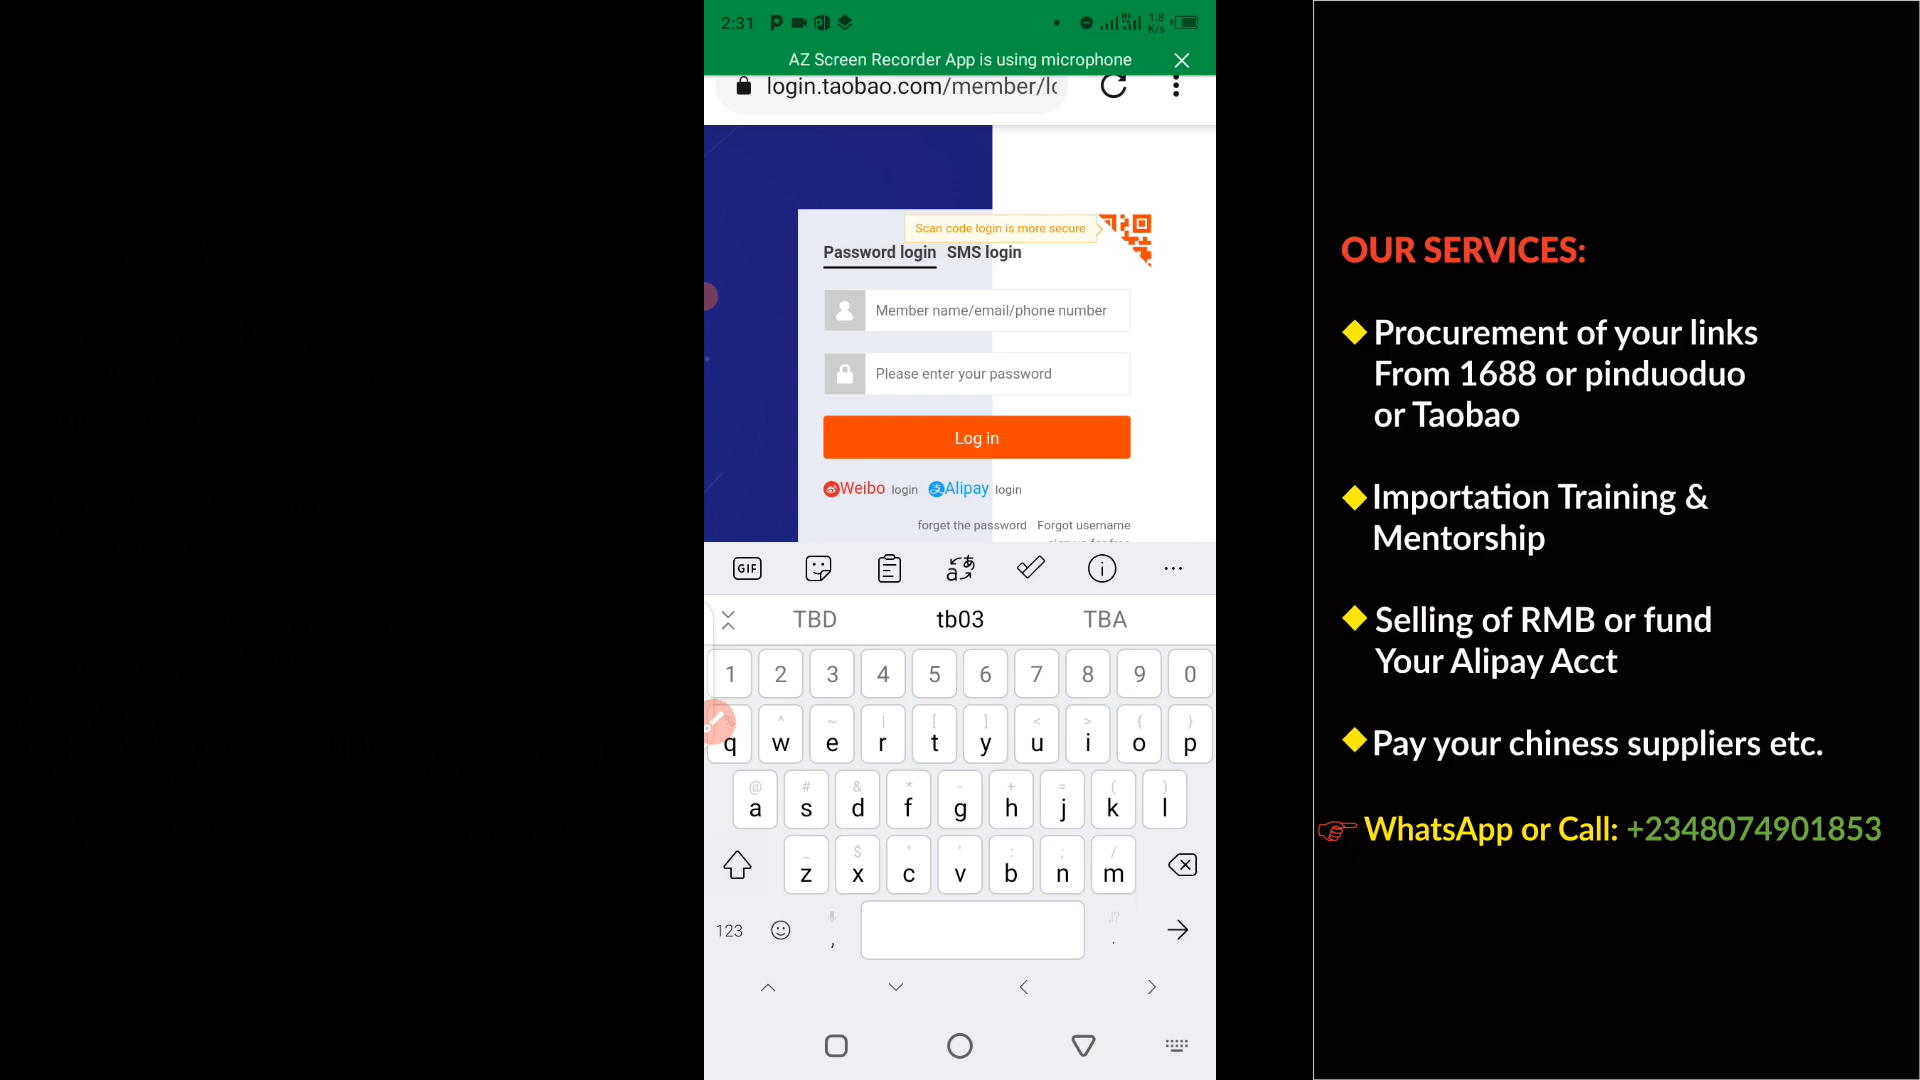 2:31
1.8
K/s
AZ Screen Recorder App is using microphone
login.taobao.com/member/lo
Scan code login is more secure
Password login SMS login
Member name/email/phone number
Please enter your password
Log in
Weibo login Alipay login
forget the password Forgot username
GIF
TBD tb03 TBA
1 2 3 4 5 6 7 8 9 0
% ^ ~ | [ ] < > { }
q w e r t y u i o p
@ # & * - + = ( )
a s d f g h j k l
_ $ " ' : ; /
z x c v b n m
123 , .
OUR SERVICES:
Procurement of your links
From 1688 or pinduoduo
or Taobao
Importation Training &
Mentorship
Selling of RMB or fund
Your Alipay Acct
Pay your chiness suppliers etc.
WhatsApp or Call: +2348074901853